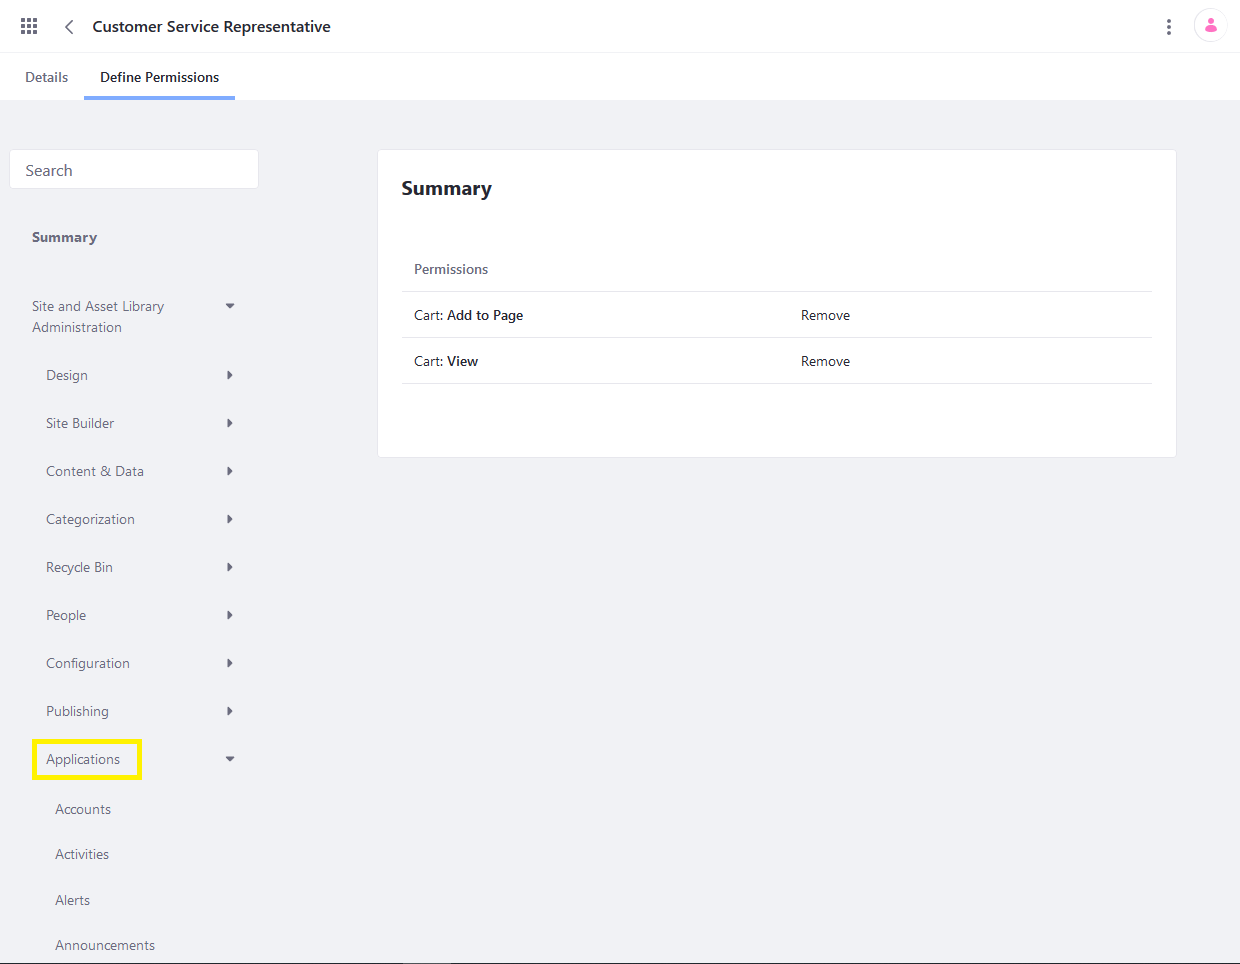 Customer Service Representative
Details
Define Permissions
Search
Summary
Site and Asset Library
Administration
Design
Site Builder
Content & Data
Categorization
Recycle Bin
People
Configuration
Publishing
Applications
Accounts
Activities
Alerts
Announcements
Summary
Permissions
Cart: Add to Page Remove
Cart: View Remove